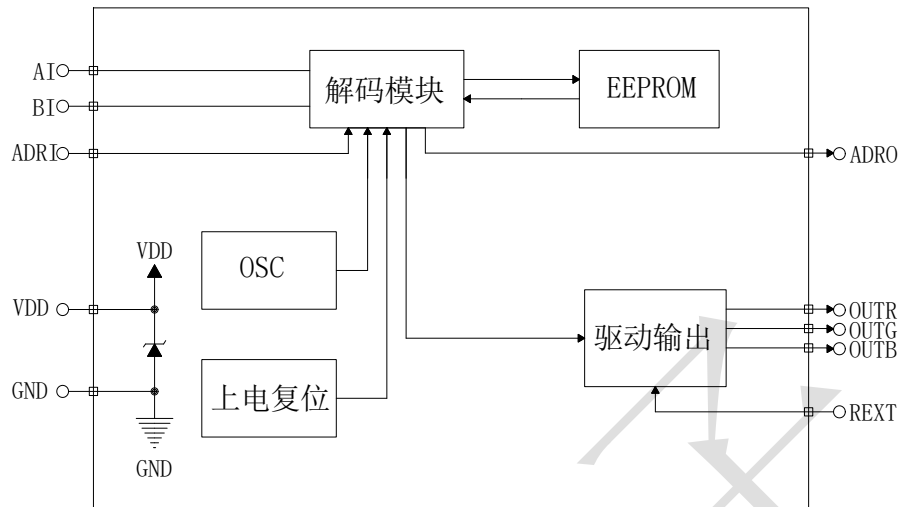 AI
BI
ADRI
解码模块
EEPROM
ADRO
VDD
OSC
VDD
GND
上电复位
GND
驱动输出
OUTR
OUTG
OUTB
REXT